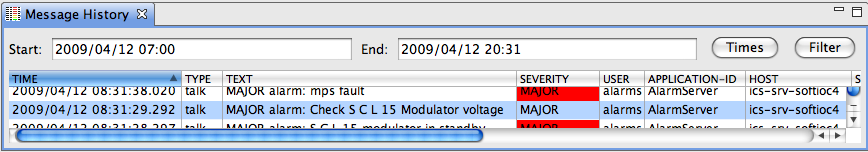 Message History
Start: 2009/04/12 07:00 End: 2009/04/12 20:31 Times Filter
TIME TYPE TEXT SEVERITY USER APPLICATION-ID HOST S
2009/04/12 08:31:38.020 talk MAJOR alarm: mps fault MAJOR alarms AlarmServer ics-srv-softioc4
2009/04/12 08:31:29.292 talk MAJOR alarm: Check S C L 15 Modulator voltage MAJOR alarms AlarmServer ics-srv-softioc4
2009/04/12 08:31:28.297 talk MAJOR alarm: S C L 15 modulator in standby MAJOR alarms AlarmServer ics-srv-softioc4